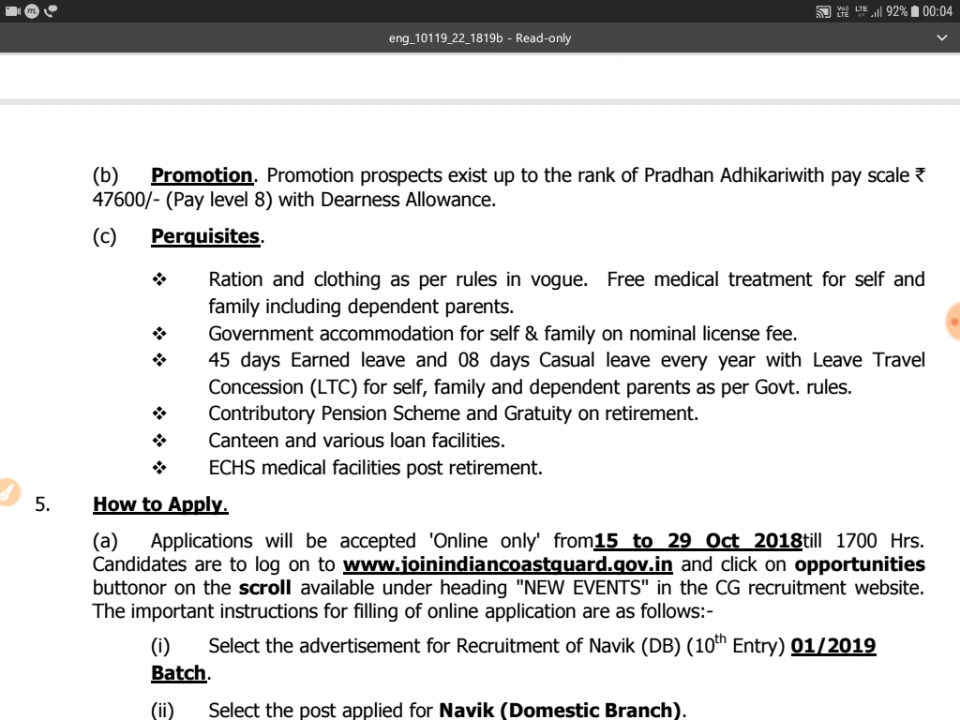 Vol) LTE LTE 92% 00:04
eng_10119_22_1819b - Read-only
(b) Promotion. Promotion prospects exist up to the rank of Pradhan Adhikariwith pay scale ₹
47600/- (Pay level 8) with Dearness Allowance.
(c) Perquisites.
❖ Ration and clothing as per rules in vogue. Free medical treatment for self and
family including dependent parents.
❖ Government accommodation for self & family on nominal license fee.
❖ 45 days Earned leave and 08 days Casual leave every year with Leave Travel
Concession (LTC) for self, family and dependent parents as per Govt. rules.
❖ Contributory Pension Scheme and Gratuity on retirement.
❖ Canteen and various loan facilities.
❖ ECHS medical facilities post retirement.
5. How to Apply.
(a) Applications will be accepted 'Online only' from15 to 29 Oct 2018till 1700 Hrs.
Candidates are to log on to www.joinindiancoastguard.gov.in and click on opportunities
buttonor on the scroll available under heading "NEW EVENTS" in the CG recruitment website.
The important instructions for filling of online application are as follows:-
(i) Select the advertisement for Recruitment of Navik (DB) (10th Entry) 01/2019
Batch.
(ii) Select the post applied for Navik (Domestic Branch).